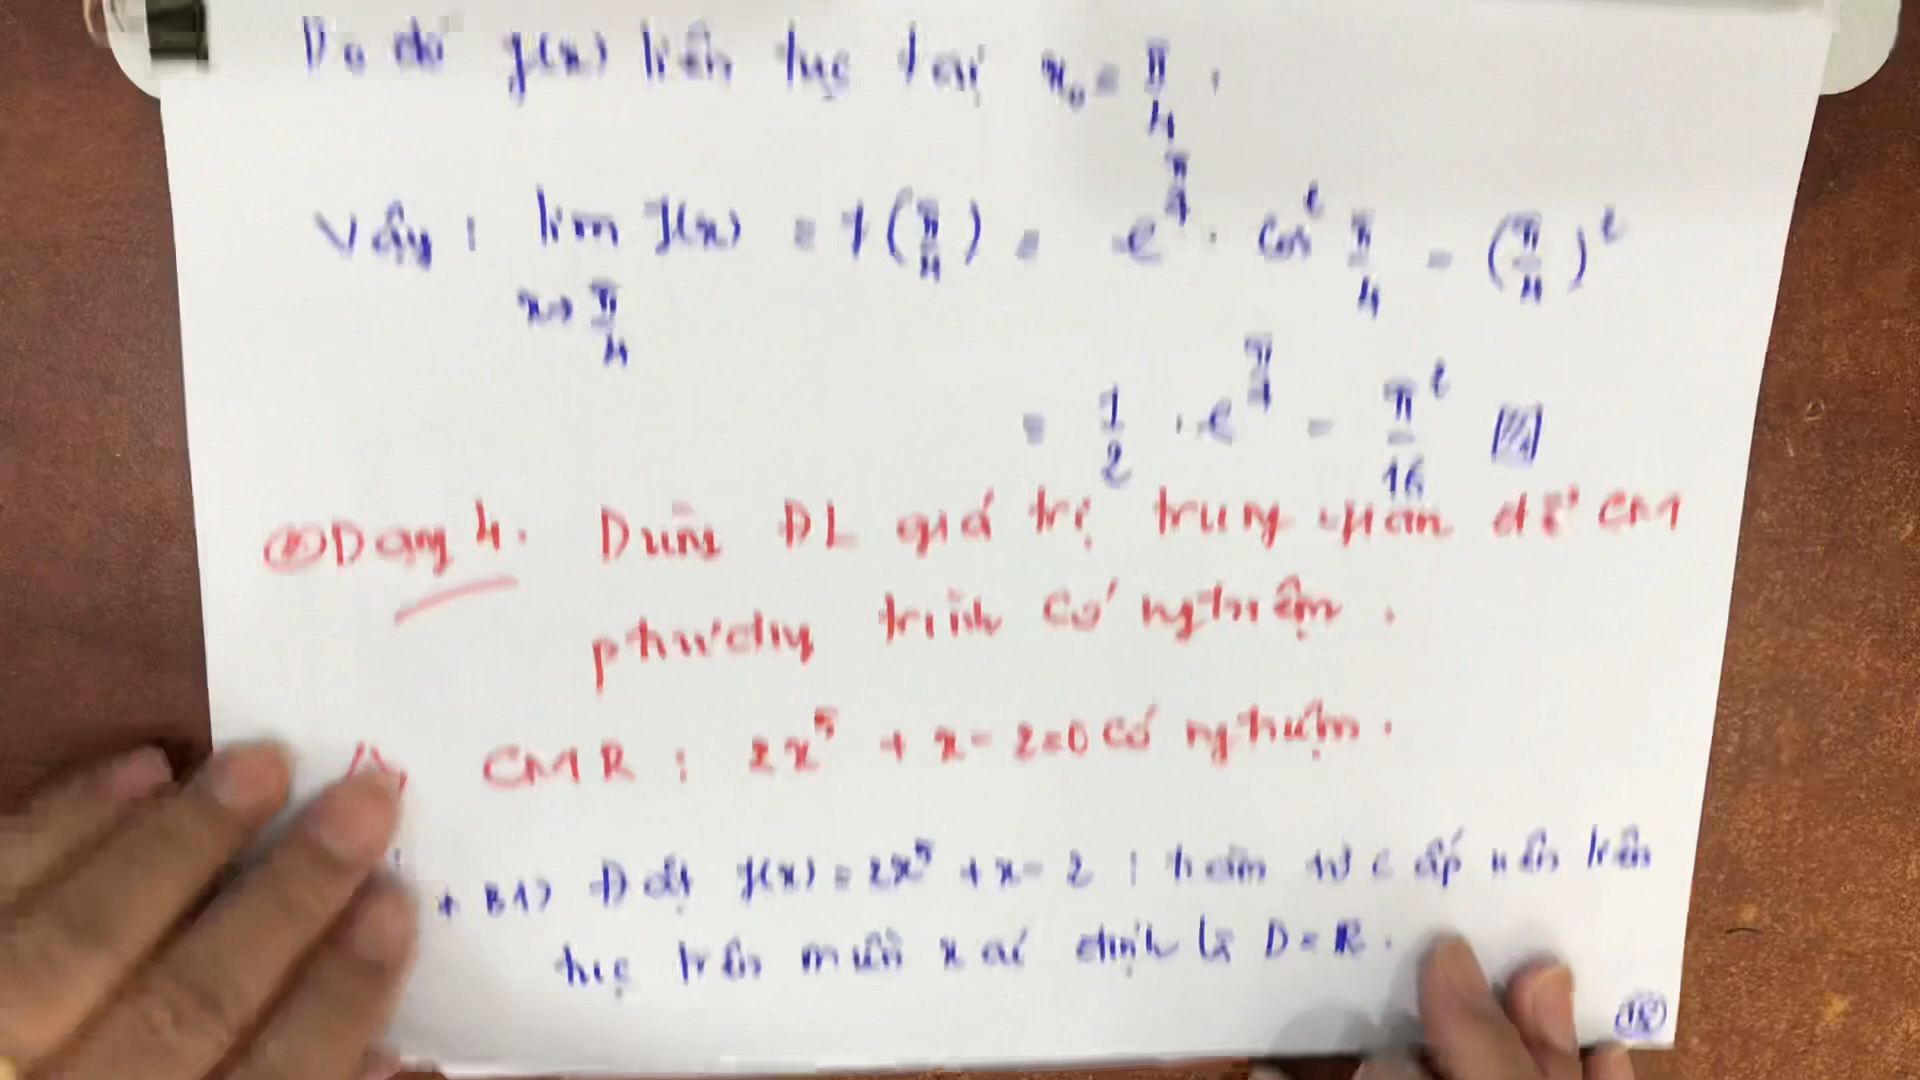 Do đó f(x) liên tục tại x₀ = π/4 .
Vậy : lim f(x) = f(π/4) = e^(π/4) . cos² π/4 - (π/4)²
x→ π/4
= 1/2 . e^(π/4) - π²/16
⊛ Dạng 4. Dùng ĐL giá trị trung gian để CM
phương trình có nghiệm .
CMR : 2x⁵ + x - 2 = 0 có nghiệm .
+ B1> Đặt f(x) = 2x⁵ + x - 2 : hàm sơ cấp nên liên
tục trên miền xác định là D = R .